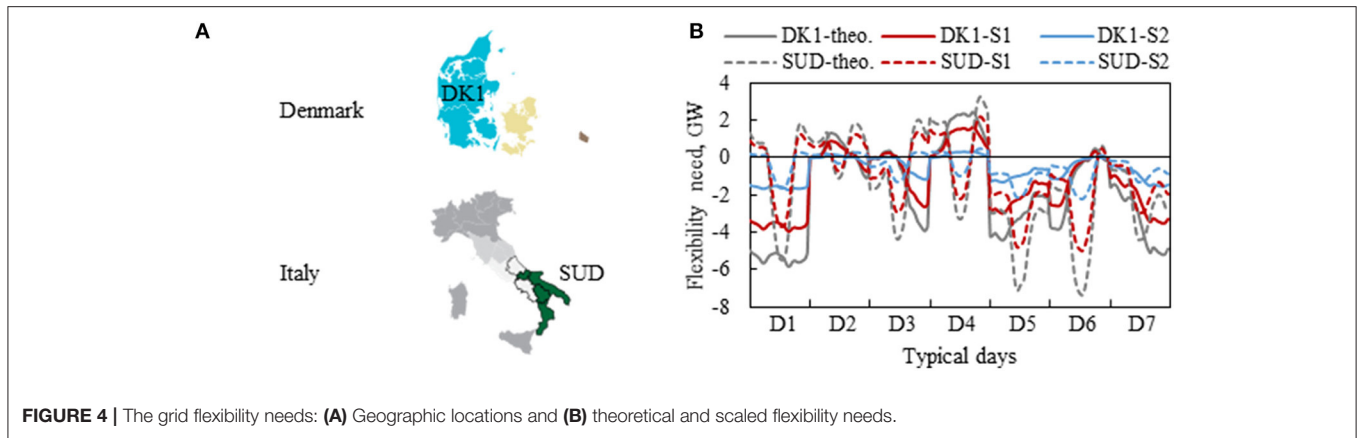 A
Denmark
DK1
Italy
SUD
B
DK1-theo. DK1-S1 DK1-S2
SUD-theo. SUD-S1 SUD-S2
Flexibility need, GW
4
2
0
-2
-4
-6
-8
D1 D2 D3 D4 D5 D6 D7
Typical days
FIGURE 4 | The grid flexibility needs: (A) Geographic locations and (B) theoretical and scaled flexibility needs.